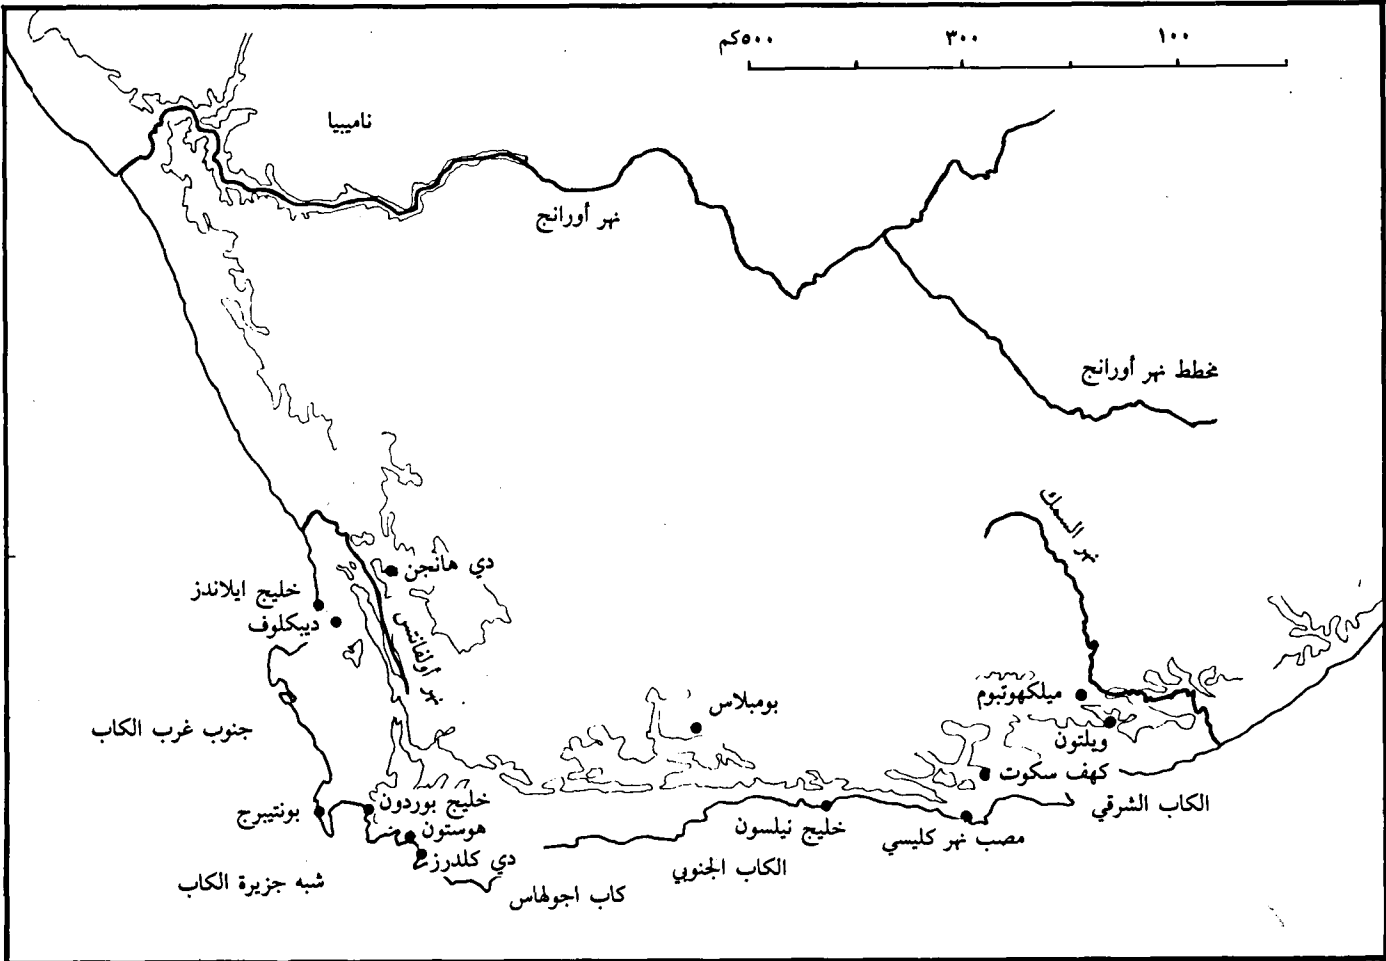 ١٠٠
٣٠٠
٥٠٠كم
ناميبيا
نهر أورانج
مخطط نهر أورانج
نهر السمك
دي هانجن
خليج ايلاندز
ديبكلوف
نهر أولفانتس
ميلكهوتبوم
بومبلاس
جنوب غرب الكاب
ويلتون
كهف سكوت
خليج بوردون
بونتيبرج
الكاب الشرقي
هوستون
خليج نيلسون
مصب نهر كليسي
دي كلدرز
الكاب الجنوبي
شبه جزيرة الكاب
كاب اجولهاس